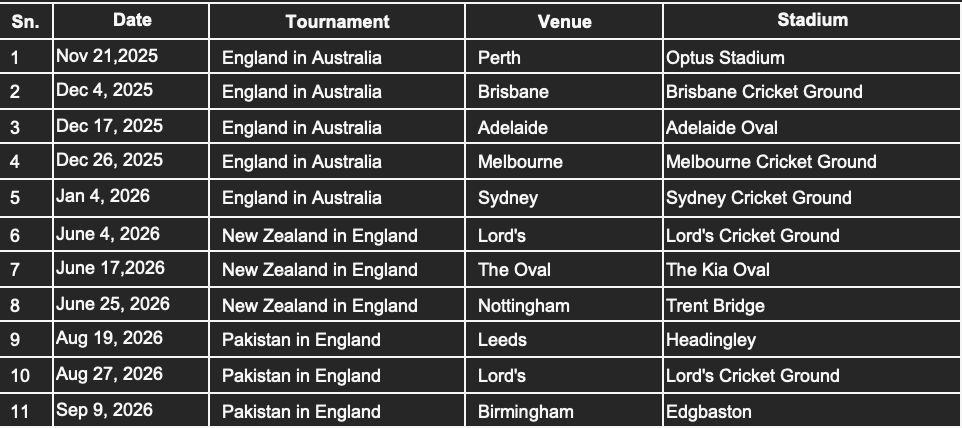 Sn. Date Tournament Venue Stadium
1 Nov 21,2025 England in Australia Perth Optus Stadium
2 Dec 4, 2025 England in Australia Brisbane Brisbane Cricket Ground
3 Dec 17, 2025 England in Australia Adelaide Adelaide Oval
4 Dec 26, 2025 England in Australia Melbourne Melbourne Cricket Ground
5 Jan 4, 2026 England in Australia Sydney Sydney Cricket Ground
6 June 4, 2026 New Zealand in England Lord's Lord's Cricket Ground
7 June 17,2026 New Zealand in England The Oval The Kia Oval
8 June 25, 2026 New Zealand in England Nottingham Trent Bridge
9 Aug 19, 2026 Pakistan in England Leeds Headingley
10 Aug 27, 2026 Pakistan in England Lord's Lord's Cricket Ground
11 Sep 9, 2026 Pakistan in England Birmingham Edgbaston